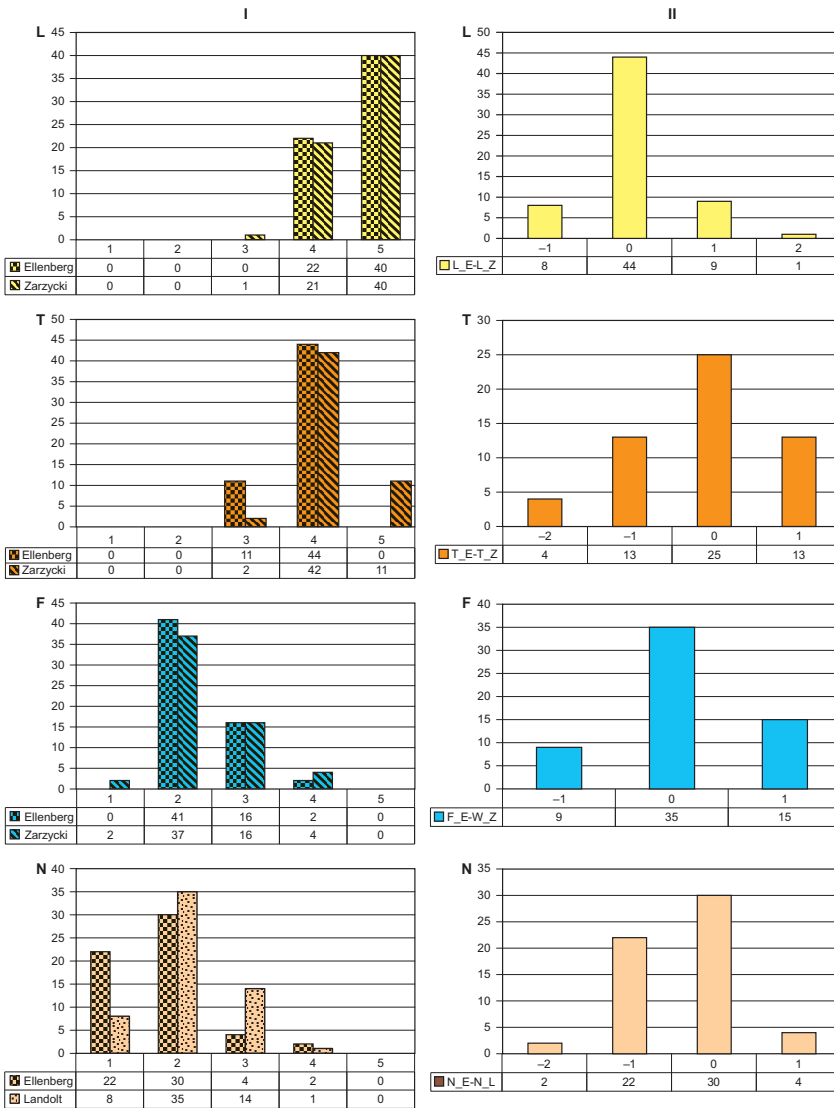 I
L
45
40
35
30
25
20
15
10
5
0
1 2 3 4 5
Ellenberg 0 0 0 22 40
Zarzycki 0 0 1 21 40
II
L
50
45
40
35
30
25
20
15
10
5
0
–1 0 1 2
L_E-L_Z 8 44 9 1
T
50
45
40
35
30
25
20
15
10
5
0
1 2 3 4 5
Ellenberg 0 0 11 44 0
Zarzycki 0 0 2 42 11
T
30
25
20
15
10
5
0
–2 –1 0 1
T_E-T_Z 4 13 25 13
F
45
40
35
30
25
20
15
10
5
0
1 2 3 4 5
Ellenberg 0 41 16 2 0
Zarzycki 2 37 16 4 0
F
40
35
30
25
20
15
10
5
0
–1 0 1
F_E-W_Z 9 35 15
N
40
35
30
25
20
15
10
5
0
1 2 3 4 5
Ellenberg 22 30 4 2 0
Landolt 8 35 14 1 0
N
35
30
25
20
15
10
5
0
–2 –1 0 1
N_E-N_L 2 22 30 4